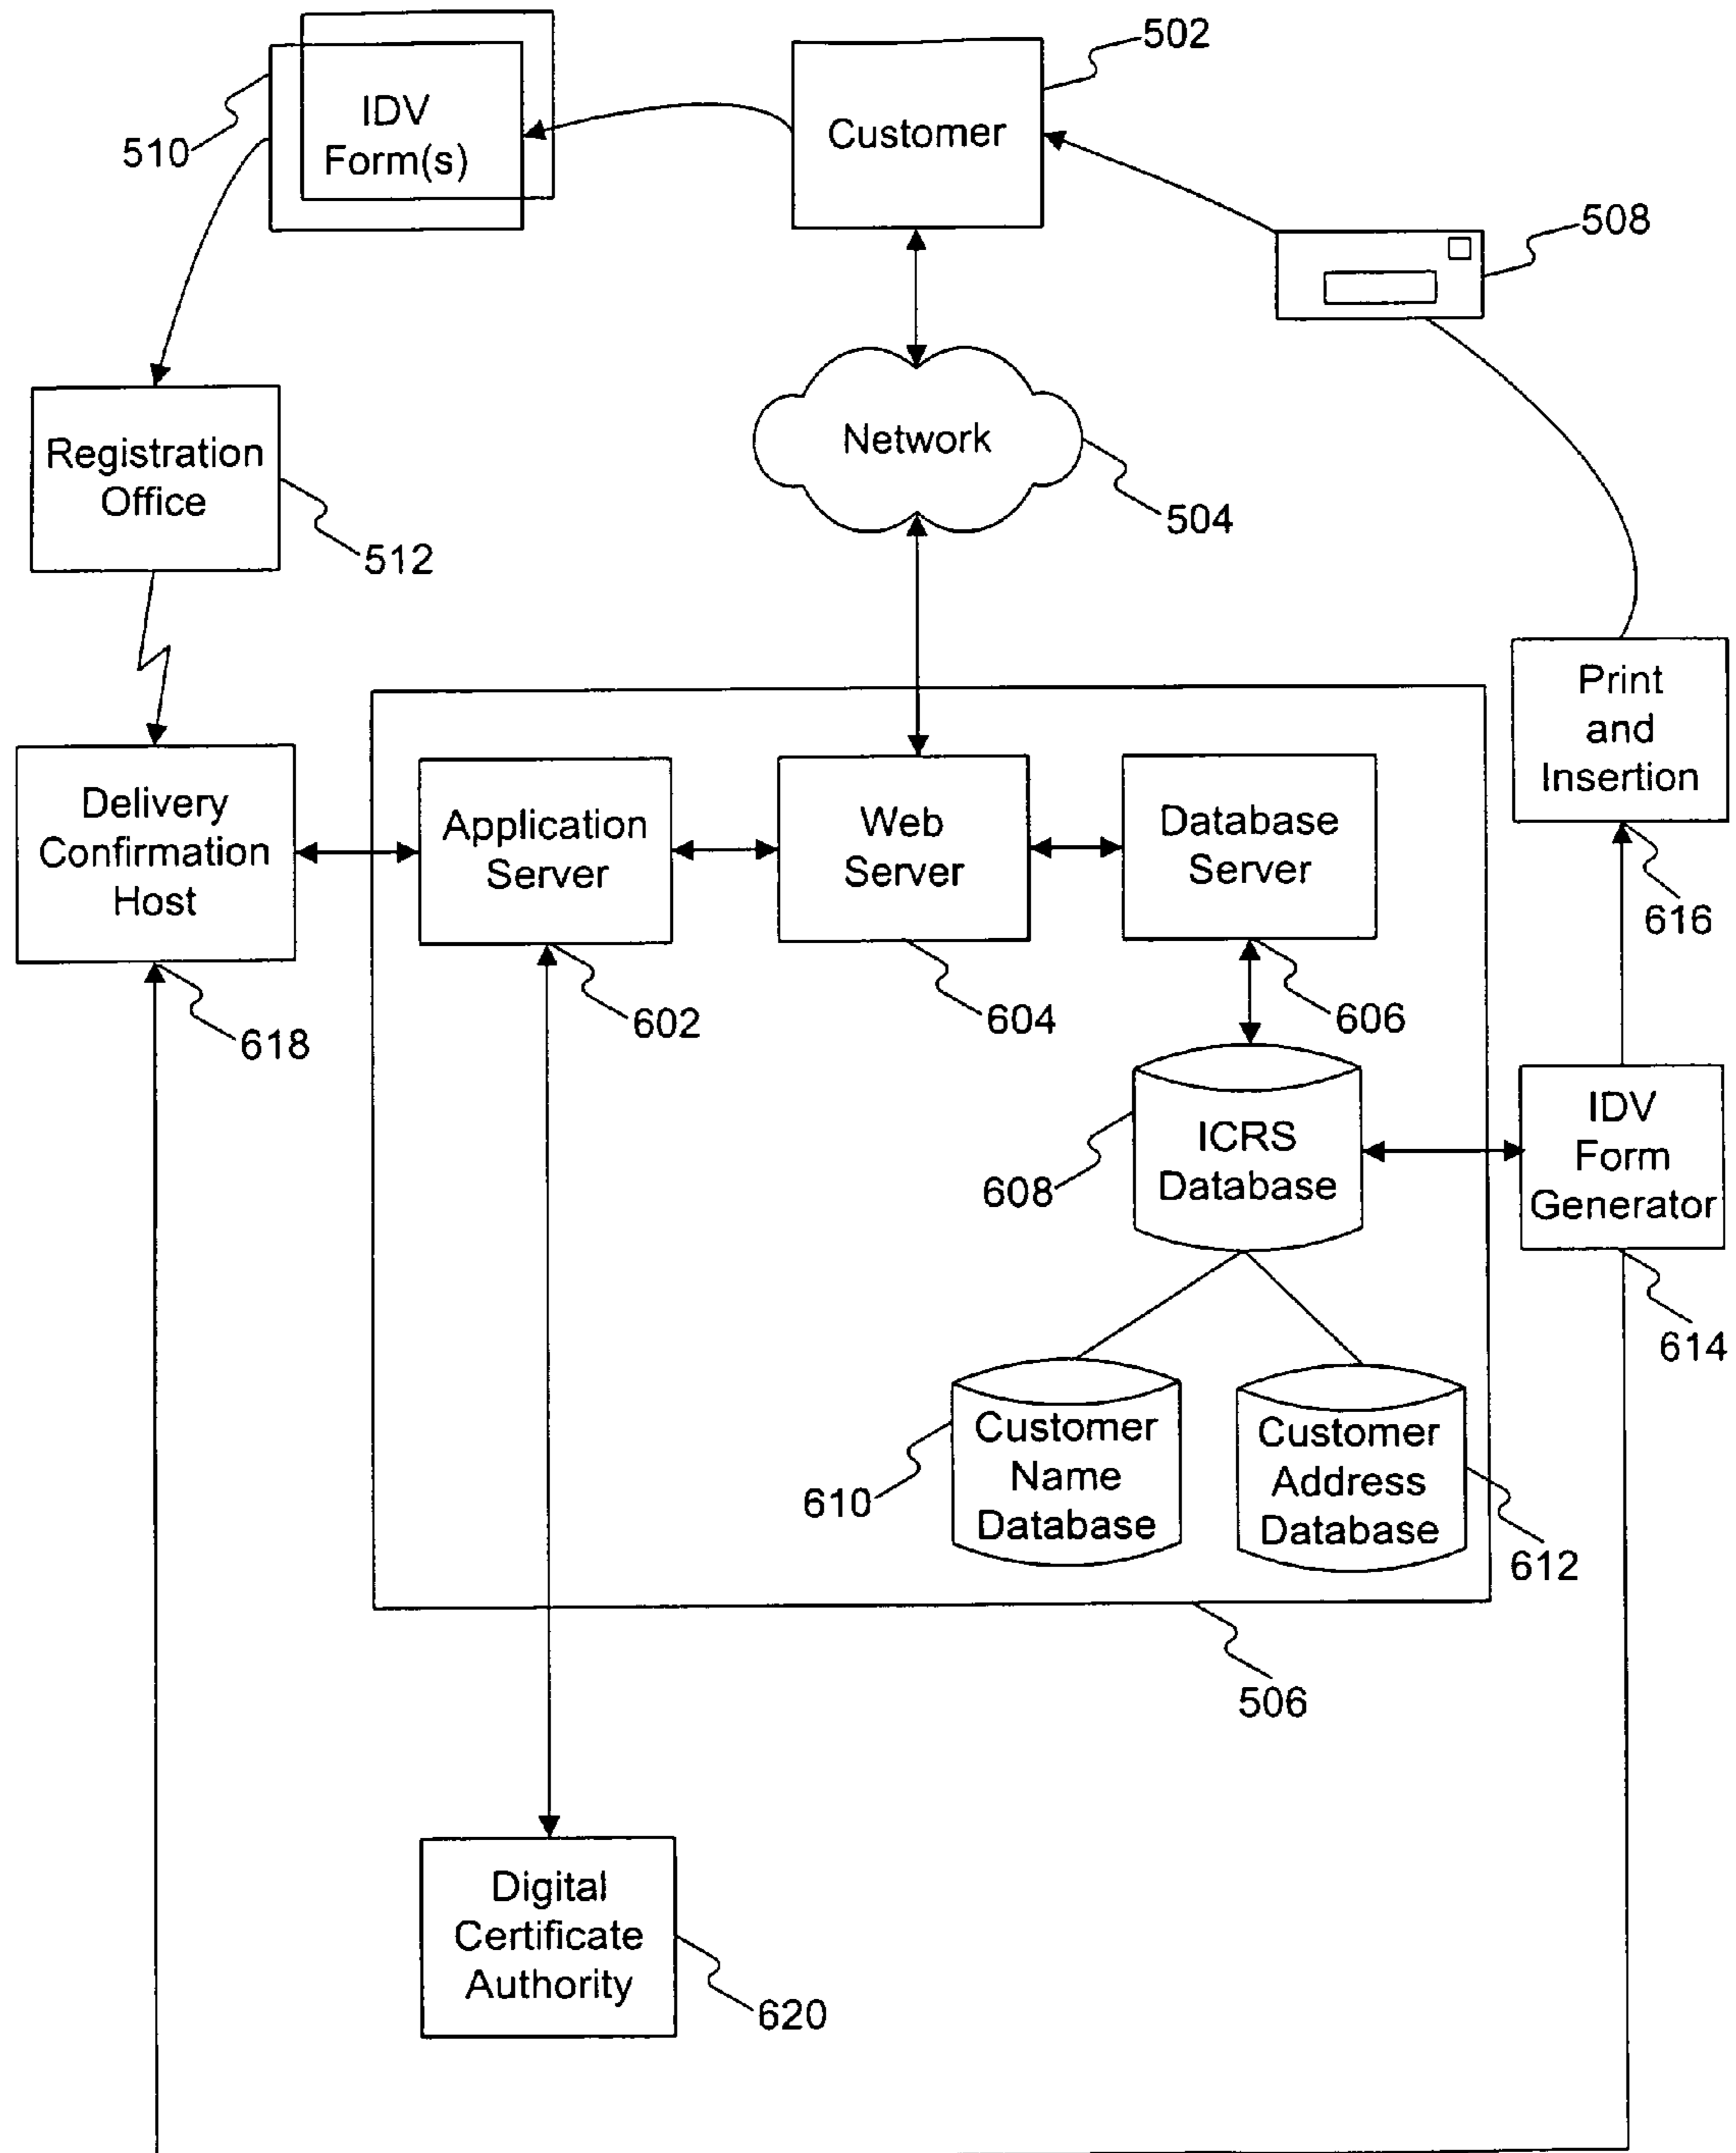 502
IDV
Form(s)
Customer
510
508
Network
Registration
Office
504
512
Print
and
Insertion
Delivery
Confirmation
Host
Application
Server
Web
Server
Database
Server
616
618
602
604
606
IDV
Form
Generator
ICRS
Database
608
614
Customer
Name
Database
Customer
Address
Database
610
612
506
Digital
Certificate
Authority
620